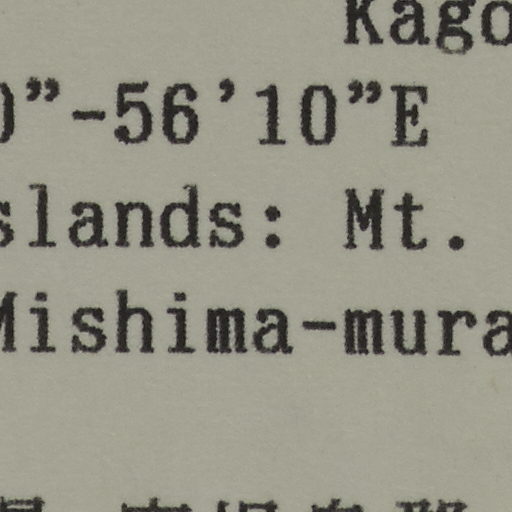 Kago
0”-56’10”E
slands: Mt.
Mishima-mura